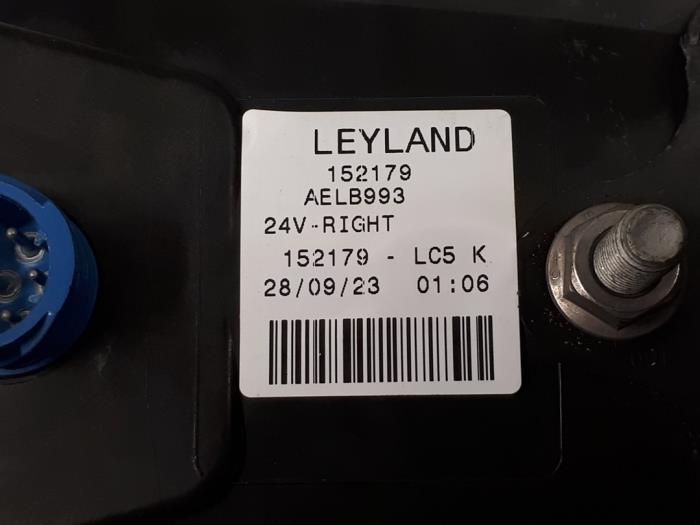 LEYLAND
152179
AELB993
24V-RIGHT
152179 - LC5 K
28/09/23 01:06